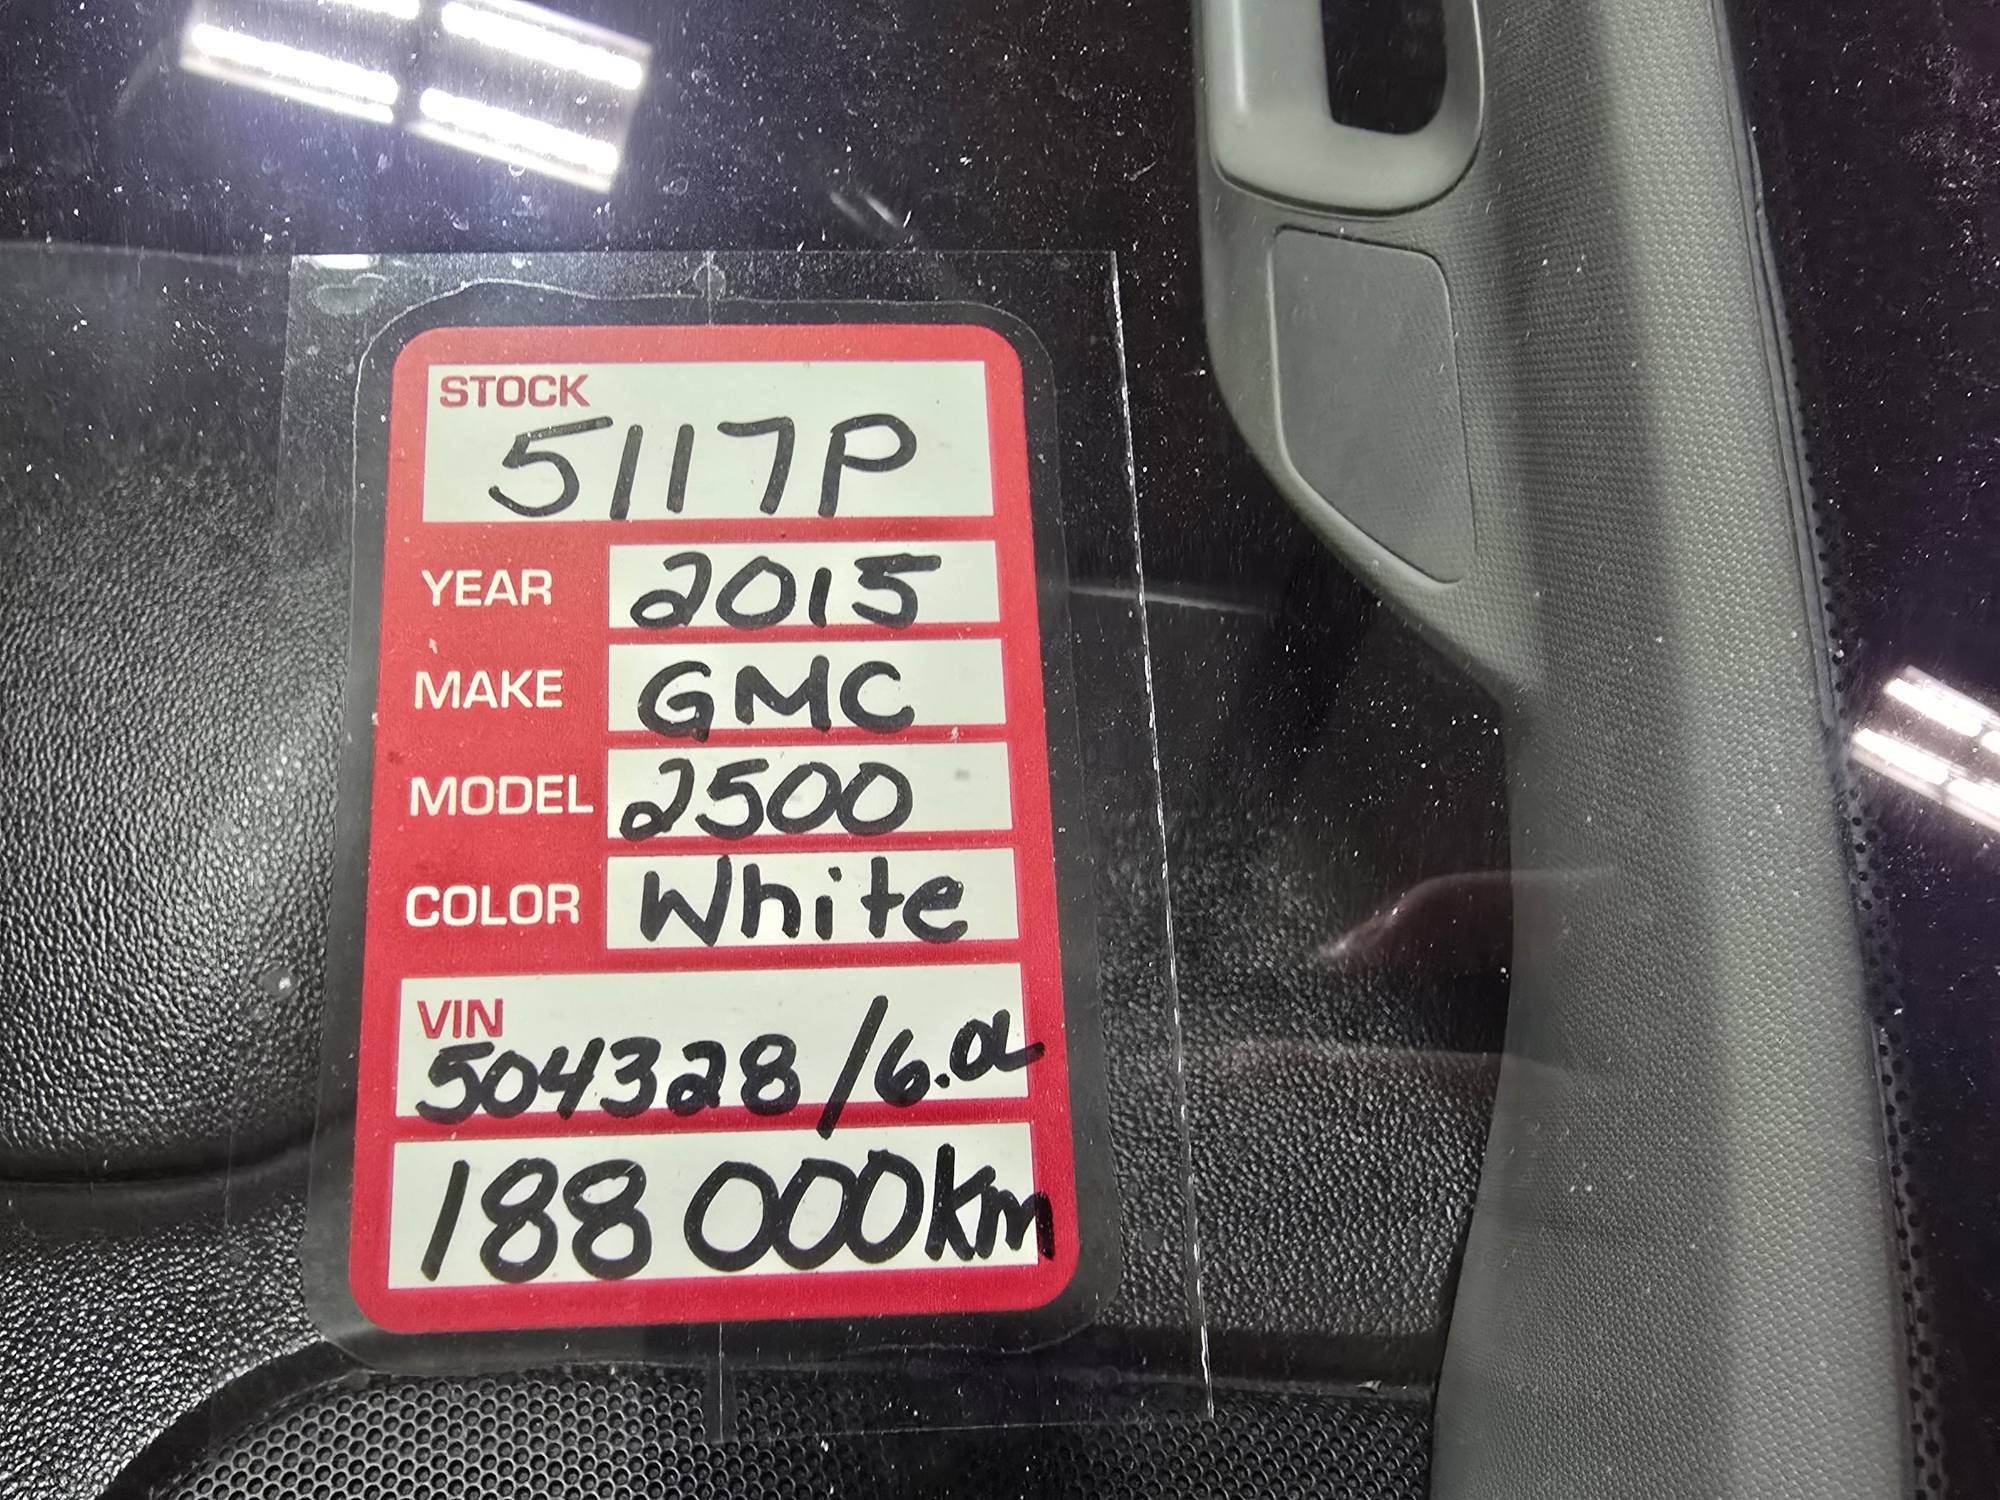 STOCK
5117P
YEAR 2015
MAKE GMC
MODEL 2500
COLOR White
VIN
504328/6.0L
188 000km